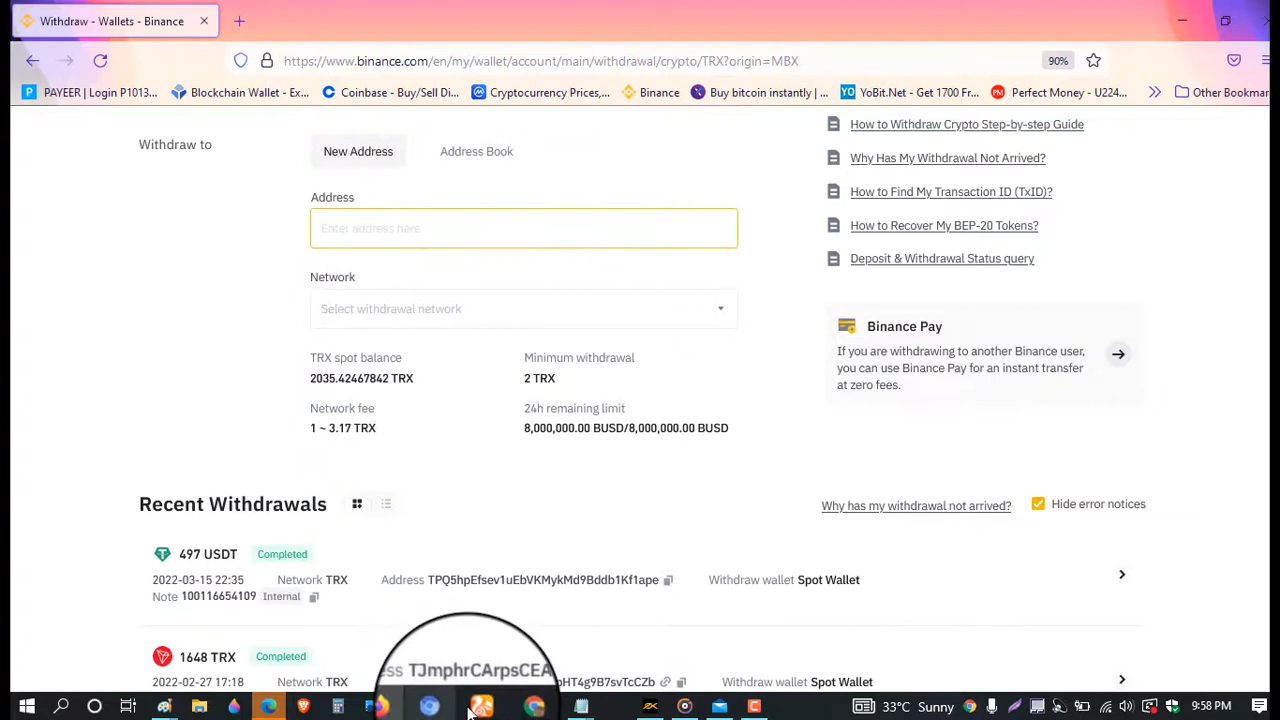 Withdraw - Wallets - Binance
https://www.binance.com/en/my/wallet/account/main/withdrawal/crypto/TRX?origin=MBX
90%
PAYEER | Login P1013...
Blockchain Wallet - Ex...
Coinbase - Buy/Sell Di...
Cryptocurrency Prices,...
Binance
Buy bitcoin instantly | ...
YoBit.Net - Get 1700 Fr...
Perfect Money - U224...
Other Bookmar
Withdraw to
New Address
Address Book
Address
Enter address here
Network
Select withdrawal network
TRX spot balance
2035.42467842 TRX
Minimum withdrawal
2 TRX
Network fee
1 ~ 3.17 TRX
24h remaining limit
8,000,000.00 BUSD/8,000,000.00 BUSD
How to Withdraw Crypto Step-by-step Guide
Why Has My Withdrawal Not Arrived?
How to Find My Transaction ID (TxID)?
How to Recover My BEP-20 Tokens?
Deposit & Withdrawal Status query
Binance Pay
If you are withdrawing to another Binance user,
you can use Binance Pay for an instant transfer
at zero fees.
Recent Withdrawals
Why has my withdrawal not arrived?
Hide error notices
497 USDT Completed
2022-03-15 22:35 Network TRX Address TPQ5hpEfsev1uEbVKMykMd9Bddb1Kf1ape Withdraw wallet Spot Wallet
Note 100116654109 Internal
1648 TRX Completed
2022-02-27 17:18 Network TRX ss TJmphrCArpsCEA pHT4g9B7svTcCZb Withdraw wallet Spot Wallet
33°C Sunny
9:58 PM